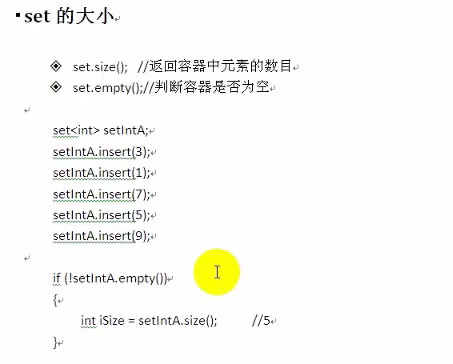 set 的大小
set.size(); //返回容器中元素的数目
set.empty();//判断容器是否为空
set<int> setIntA;
setIntA.insert(3);
setIntA.insert(1);
setIntA.insert(7);
setIntA.insert(5);
setIntA.insert(9);
if (!setIntA.empty())
{
int iSize = setIntA.size(); //5
}